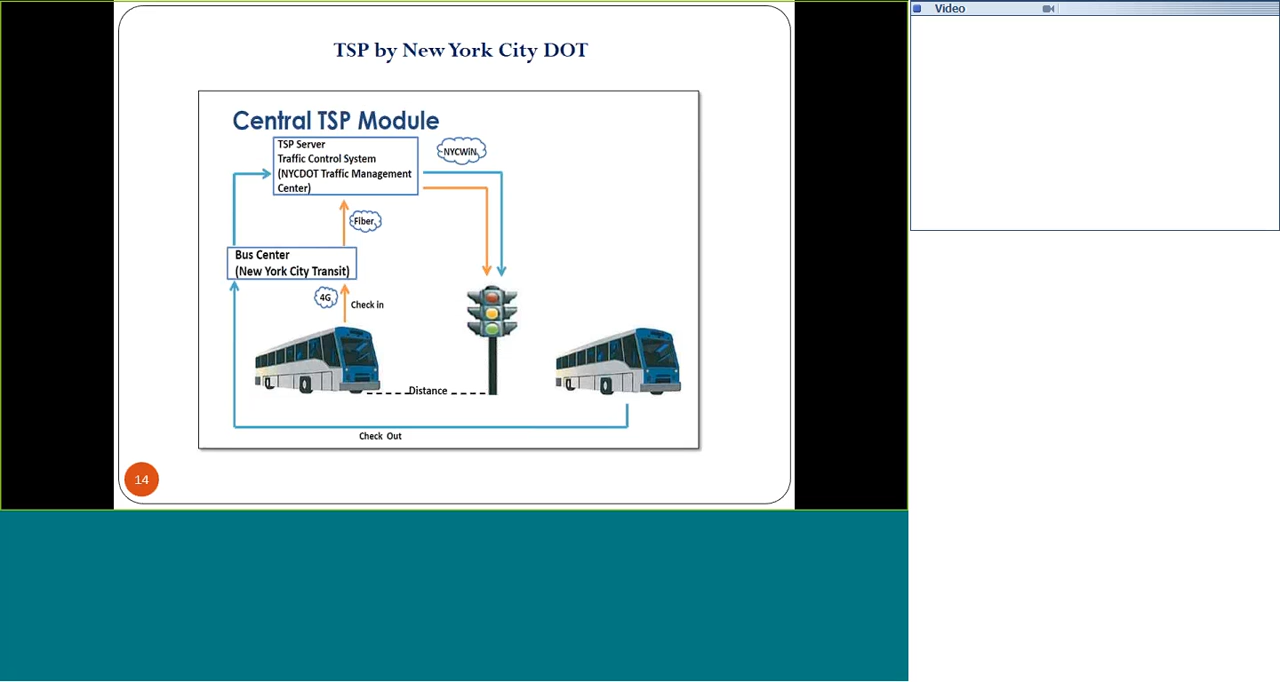 Video
TSP by New York City DOT
Central TSP Module
TSP Server
Traffic Control System
(NYCDOT Traffic Management
Center)
NYCWiN
Fiber
Bus Center
(New York City Transit)
4G
Check in
Distance
Check Out
14